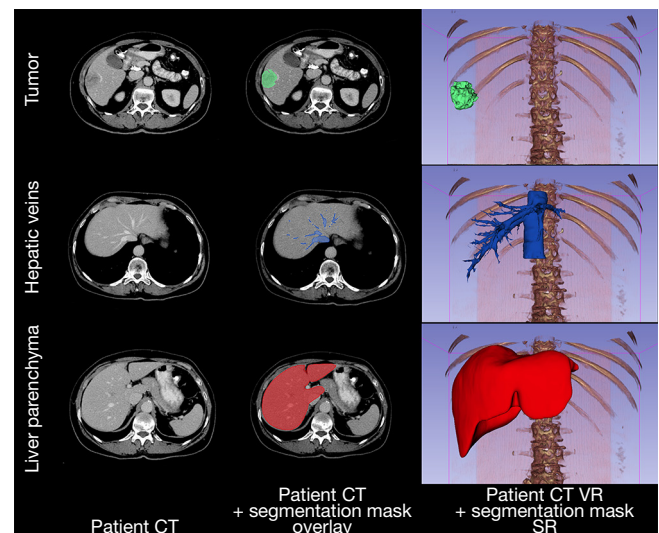 Tumor
Hepatic veins
Liver parenchyma
Patient CT
Patient CT
+ segmentation mask
overlay
Patient CT VR
+ segmentation mask
SR